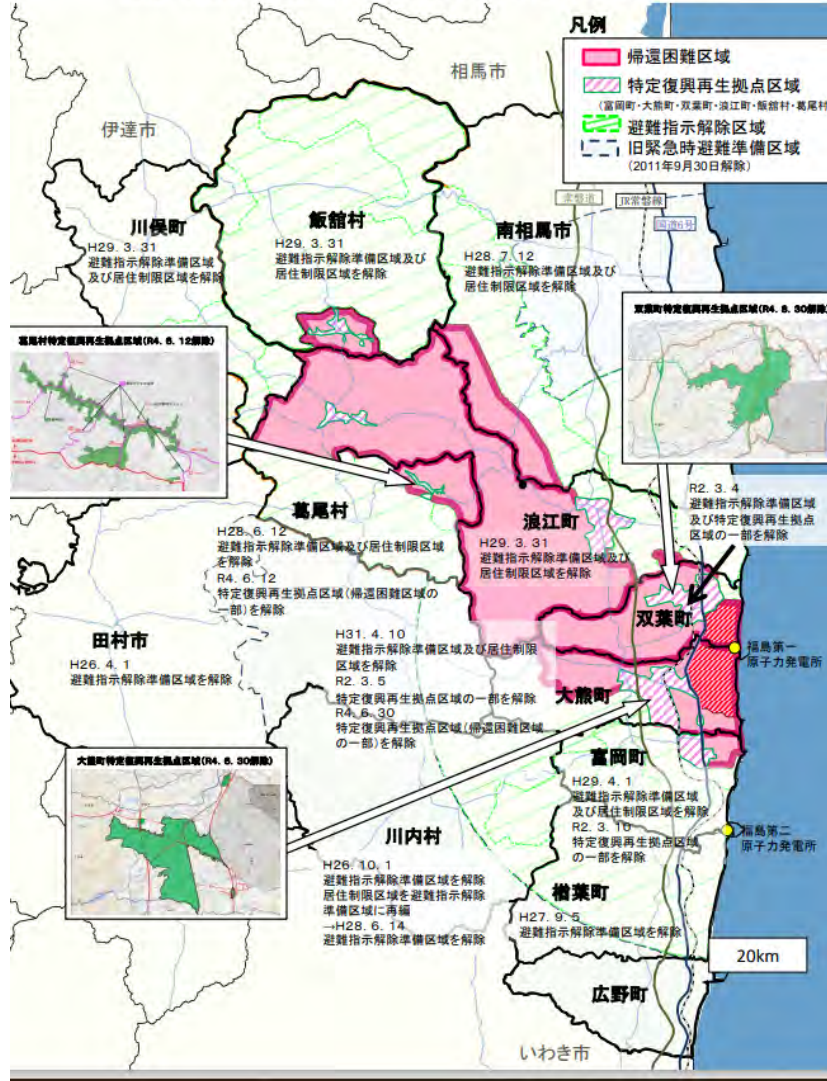 凡例
帰還困難区域
特定復興再生拠点区域
(富岡町・大熊町・双葉町・浪江町・飯舘村・葛尾村
避難指示解除区域
旧緊急時避難準備区域
(2011年9月30日解除)
相馬市
伊達市
常磐道
JR常磐線
国道6号
川俣町
H29. 3. 31
避難指示解除準備区域
及び居住制限区域を解除
飯舘村
H29. 3. 31
避難指示解除準備区域及び
居住制限区域を解除
南相馬市
H28. 7. 12
避難指示解除準備区域及び
居住制限区域を解除
葛尾村特定復興再生拠点区域(R4. 6. 12解除)
双葉町特定復興再生拠点区域(R4. 8. 30解除)
R2. 3. 4
避難指示解除準備区域
及び特定復興再生拠点
区域の一部を解除
葛尾村
H28. 6. 12
避難指示解除準備区域及び居住制限区域
を解除
R4. 6. 12
特定復興再生拠点区域(帰還困難区域の
一部)を解除
浪江町
H29. 3. 31
避難指示解除準備区域及び
居住制限区域を解除
双葉町
福島第一
原子力発電所
田村市
H26. 4. 1
避難指示解除準備区域を解除
H31. 4. 10
避難指示解除準備区域及び居住制限
区域を解除
R2. 3. 5
特定復興再生拠点区域の一部を解除
R4. 6. 30
特定復興再生拠点区域(帰還困難区域
の一部)を解除
大熊町
大熊町特定復興再生拠点区域(R4. 6. 30解除)
富岡町
H29. 4. 1
避難指示解除準備区域
及び居住制限区域を解除
R2. 3. 10
特定復興再生拠点区域
の一部を解除
福島第二
原子力発電所
川内村
H26. 10. 1
避難指示解除準備区域を解除
居住制限区域を避難指示解除
準備区域に再編
→H28. 6. 14
避難指示解除準備区域を解除
楢葉町
H27. 9. 5
避難指示解除準備区域を解除
20km
広野町
いわき市